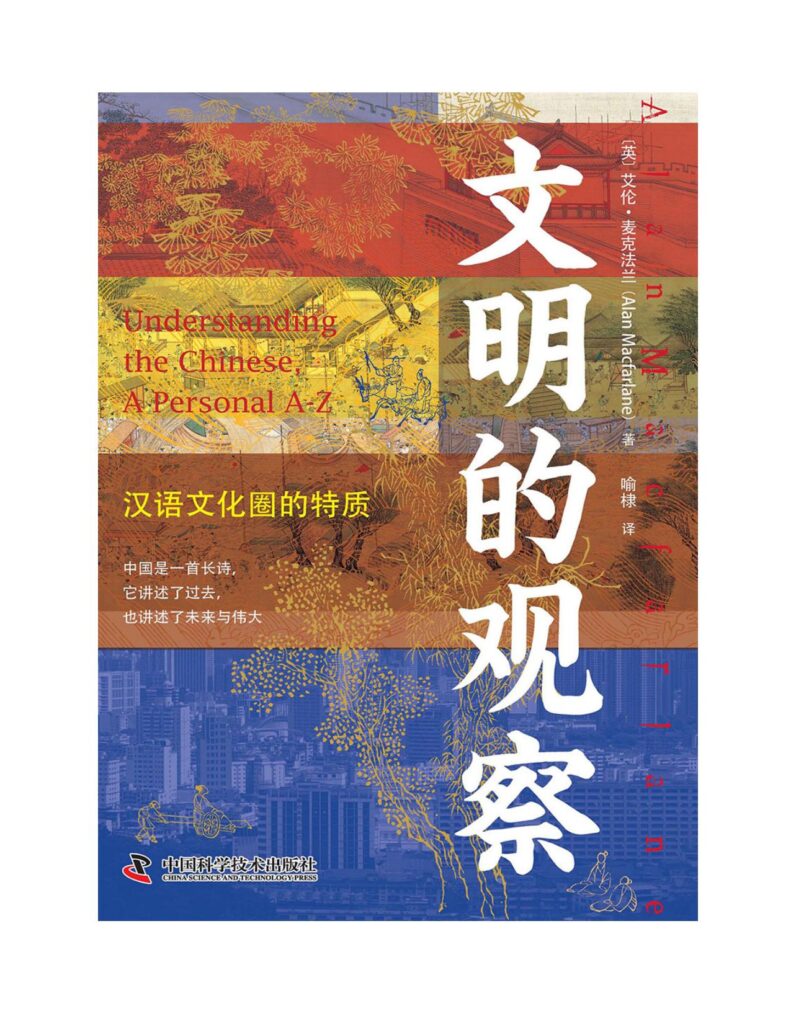 文明的观察
Alan Macfarlane
[英] 艾伦·麦克法兰 (Alan Macfarlane) 著
喻棣 译
Understanding
the Chinese,
A Personal A-Z
汉语文化圈的特质
中国是一首长诗,
它讲述了过去,
也讲述了未来与伟大
中国科学技术出版社
CHINA SCIENCE AND TECHNOLOGY PRESS